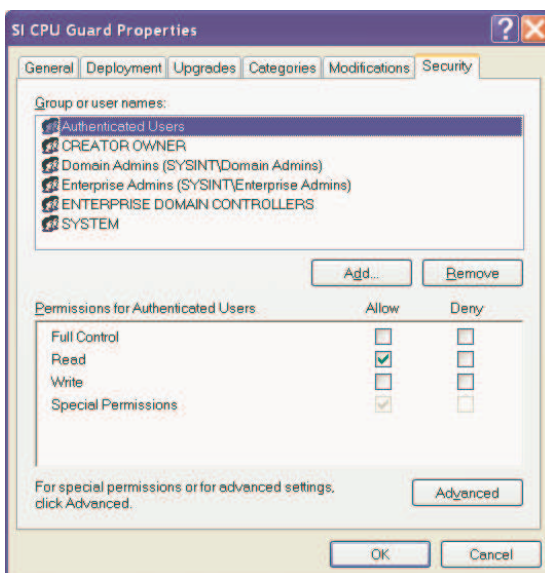 SI CPU Guard Properties
General Deployment Upgrades Categories Modifications Security
Group or user names:
Authenticated Users
CREATOR OWNER
Domain Admins (SYSINT\Domain Admins)
Enterprise Admins (SYSINT\Enterprise Admins)
ENTERPRISE DOMAIN CONTROLLERS
SYSTEM
Add... Remove
Permissions for Authenticated Users Allow Deny
Full Control
Read
Write
Special Permissions
For special permissions or for advanced settings,
click Advanced.
Advanced
OK Cancel